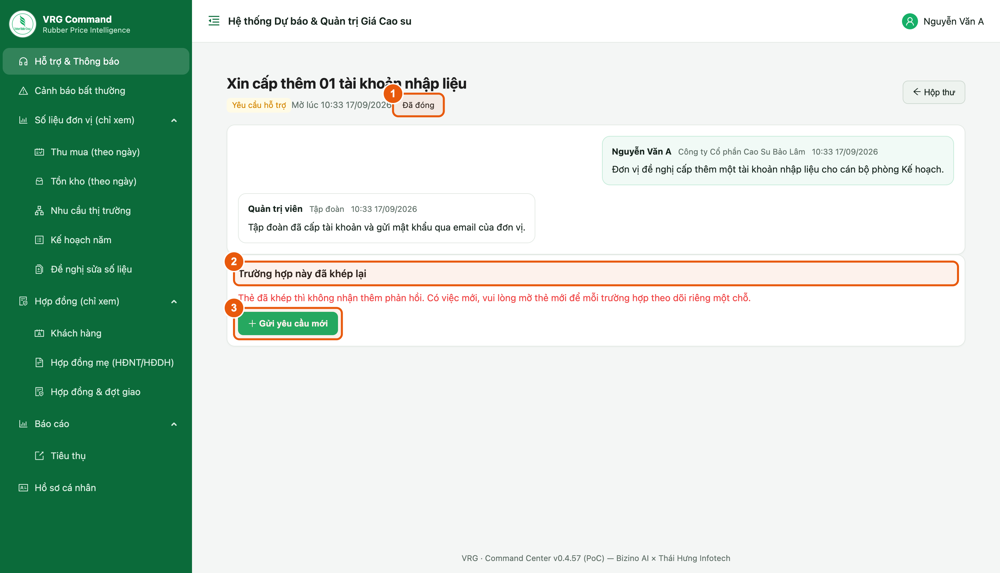 VRG Command
Rubber Price Intelligence
Vietnam Rubber Group
Hỗ trợ & Thông báo
Cảnh báo bất thường
Số liệu đơn vị (chỉ xem)
Thu mua (theo ngày)
Tồn kho (theo ngày)
Nhu cầu thị trường
Kế hoạch năm
Đề nghị sửa số liệu
Hợp đồng (chỉ xem)
Khách hàng
Hợp đồng mẹ (HĐNT/HĐDH)
Hợp đồng & đợt giao
Báo cáo
Tiêu thụ
Hồ sơ cá nhân
Hệ thống Dự báo & Quản trị Giá Cao su
Nguyễn Văn A
Xin cấp thêm 01 tài khoản nhập liệu
Hộp thư
1
Yêu cầu hỗ trợ Mở lúc 10:33 17/09/2026 Đã đóng
Nguyễn Văn A Công ty Cổ phần Cao Su Bảo Lâm 10:33 17/09/2026
Đơn vị đề nghị cấp thêm một tài khoản nhập liệu cho cán bộ phòng Kế hoạch.
Quản trị viên Tập đoàn 10:33 17/09/2026
Tập đoàn đã cấp tài khoản và gửi mật khẩu qua email của đơn vị.
2
Trường hợp này đã khép lại
Thẻ đã khép thì không nhận thêm phản hồi. Có việc mới, vui lòng mở thẻ mới để mỗi trường hợp theo dõi riêng một chỗ.
3
+ Gửi yêu cầu mới
VRG · Command Center v0.4.57 (PoC) — Bizino AI × Thái Hưng Infotech